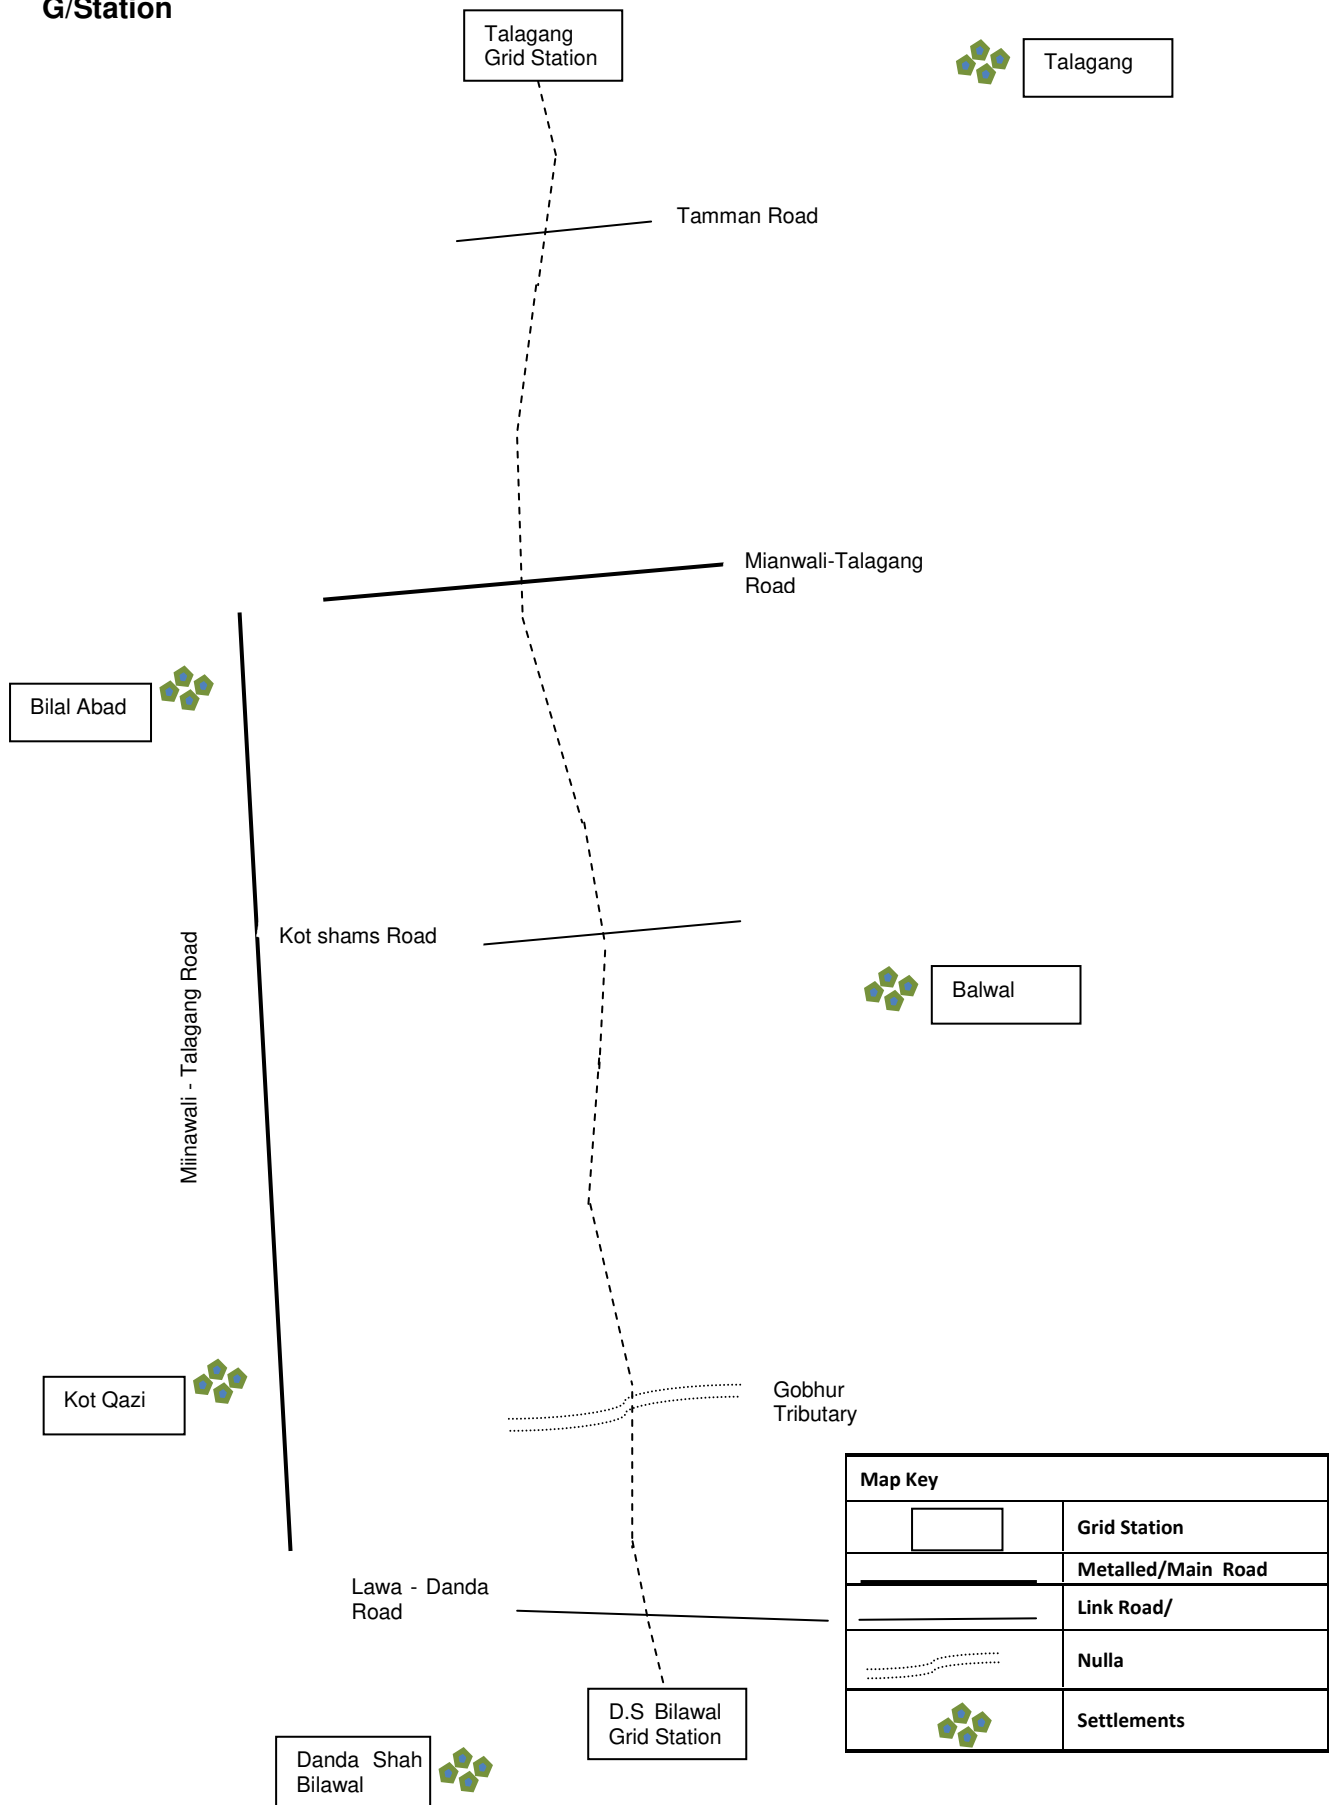 G/Station
Talagang
Grid Station
Talagang
Tamman Road
Mianwali-Talagang
Road
Bilal Abad
Kot shams Road
Miinawali - Talagang Road
Balwal
Kot Qazi
Gobhur
Tributary
Lawa - Danda
Road
D.S Bilawal
Grid Station
Danda Shah
Bilawal
Map Key
Grid Station
Metalled/Main Road
Link Road/
Nulla
Settlements